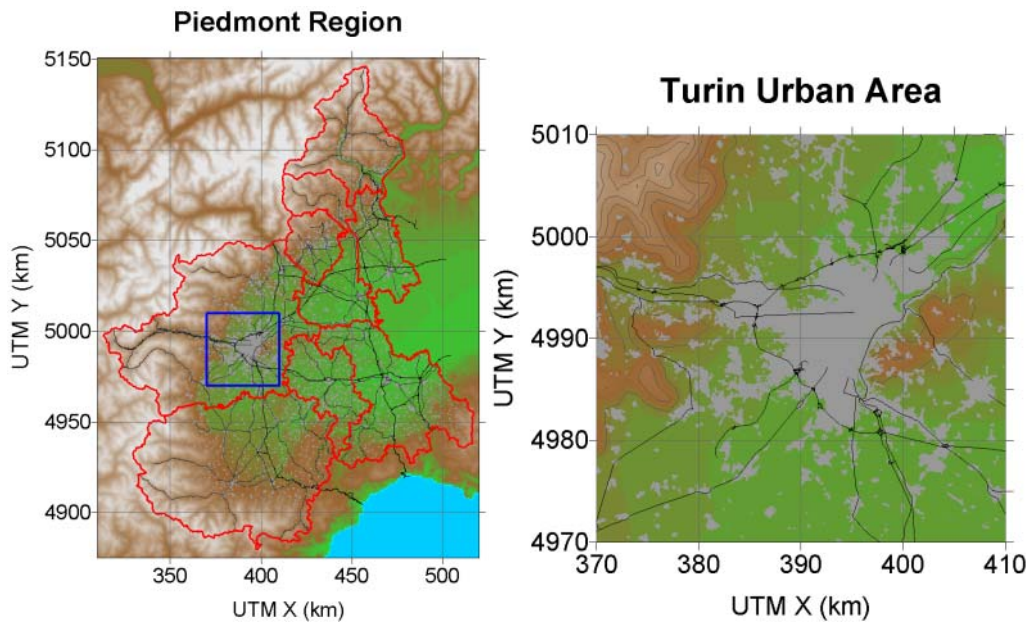 Piedmont Region
5150
5100
5050
5000
4950
4900
UTM Y (km)
350 400 450 500
UTM X (km)
Turin Urban Area
5010
5000
4990
4980
4970
UTM Y (km)
370 380 390 400 410
UTM X (km)